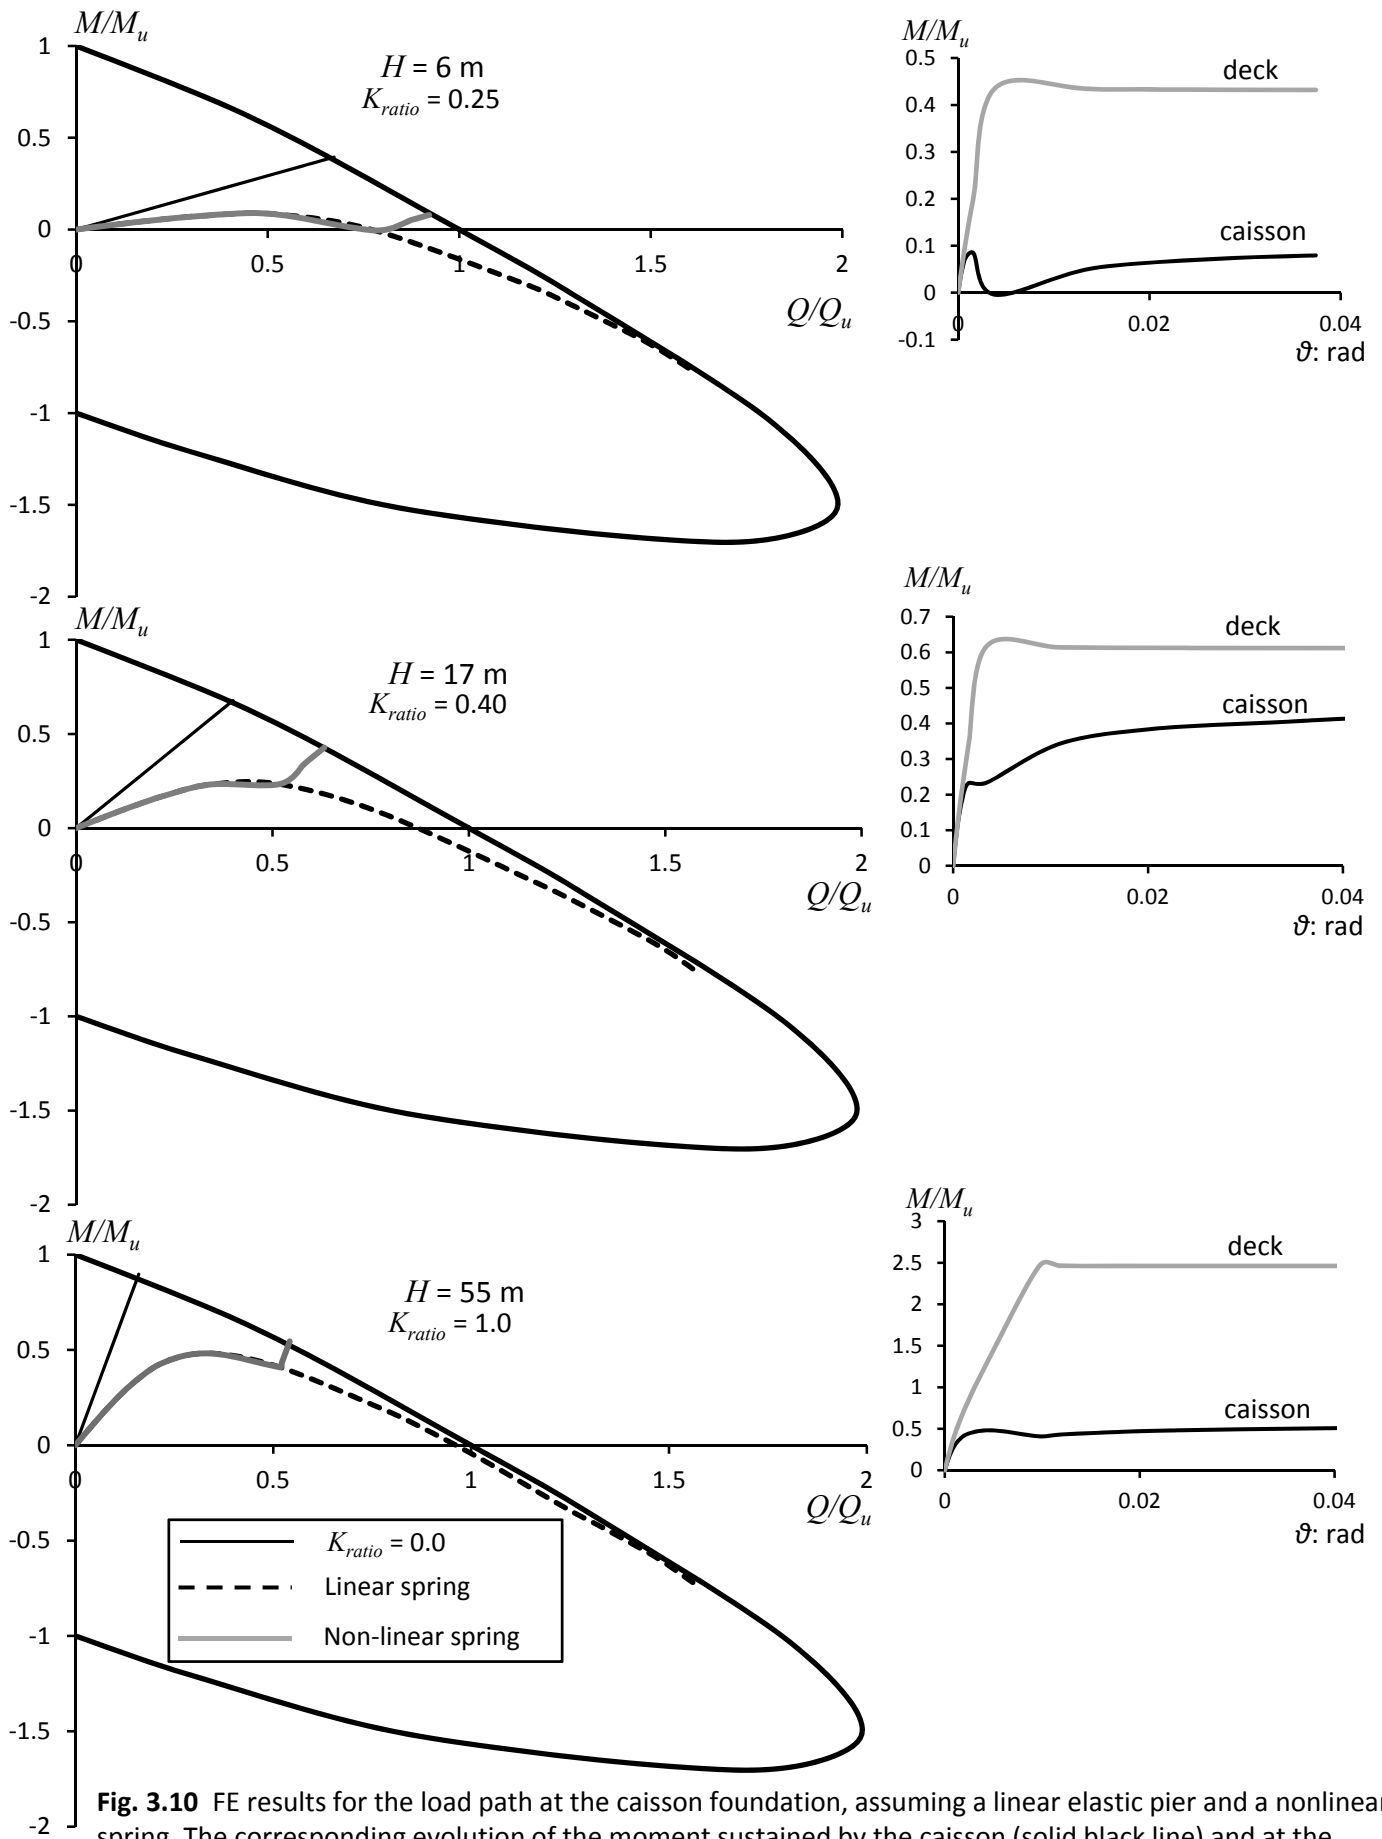 M/Mu
1
0.5
0
-0.5
-1
-1.5
-2
0 0.5 1 1.5 2
Q/Qu
H = 6 m
Kratio = 0.25
M/Mu
0.5
0.4
0.3
0.2
0.1
0
-0.1
deck
caisson
0 0.02 0.04
ϑ: rad
M/Mu
1
0.5
0
-0.5
-1
-1.5
-2
0 0.5 1 1.5 2
Q/Qu
H = 17 m
Kratio = 0.40
M/Mu
0.7
0.6
0.5
0.4
0.3
0.2
0.1
0
deck
caisson
0 0.02 0.04
ϑ: rad
M/Mu
1
0.5
0
-0.5
-1
-1.5
-2
0 0.5 1 1.5 2
Q/Qu
H = 55 m
Kratio = 1.0
Kratio = 0.0
Linear spring
Non-linear spring
M/Mu
3
2.5
2
1.5
1
0.5
0
deck
caisson
0 0.02 0.04
ϑ: rad
Fig. 3.10 FE results for the load path at the caisson foundation, assuming a linear elastic pier and a nonlinear
spring. The corresponding evolution of the moment sustained by the caisson (solid black line) and at the